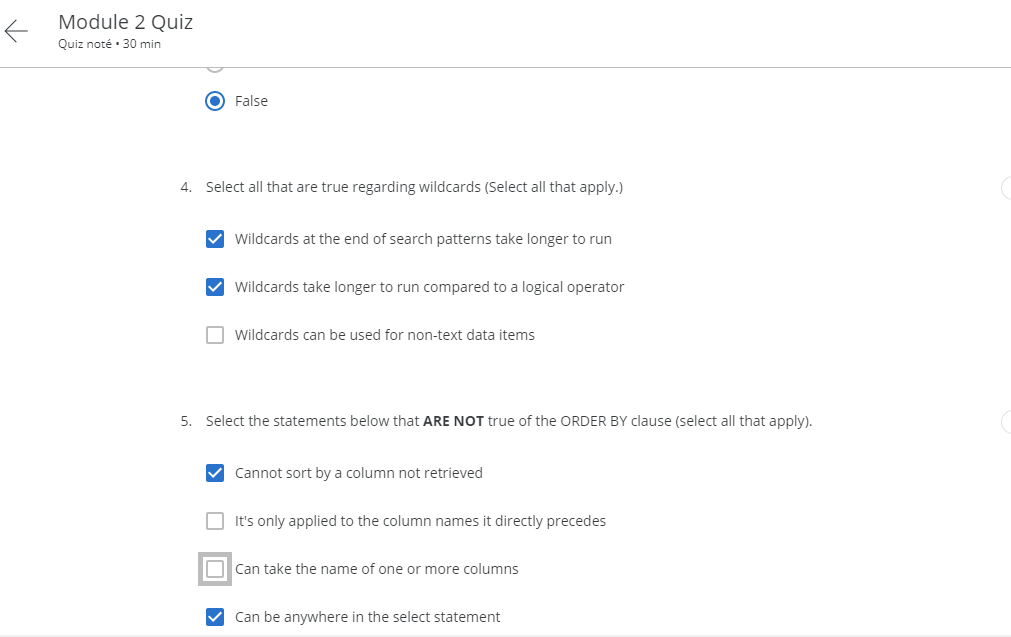 Module 2 Quiz
Quiz noté • 30 min
False
4. Select all that are true regarding wildcards (Select all that apply.)
Wildcards at the end of search patterns take longer to run
Wildcards take longer to run compared to a logical operator
Wildcards can be used for non-text data items
5. Select the statements below that ARE NOT true of the ORDER BY clause (select all that apply).
Cannot sort by a column not retrieved
It's only applied to the column names it directly precedes
Can take the name of one or more columns
Can be anywhere in the select statement